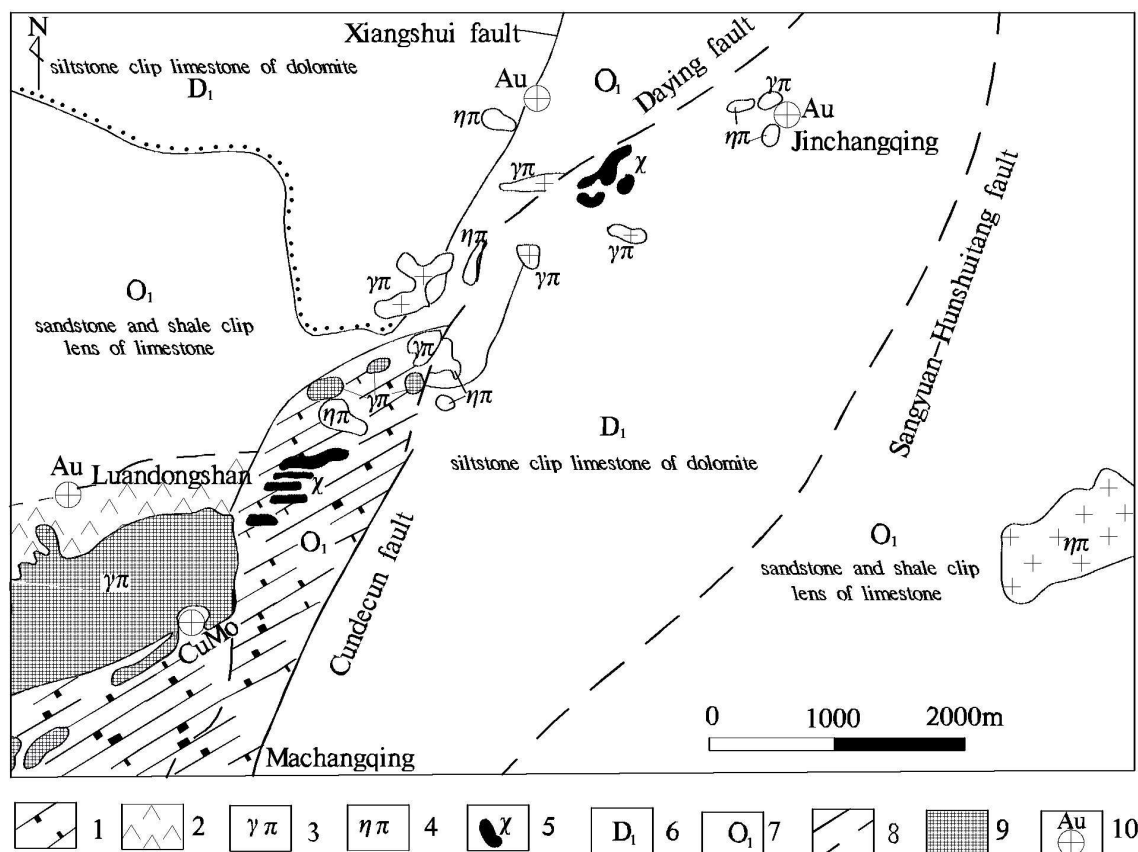 N
Xiangshui fault
siltstone clip limestone of dolomite
D₁
Au
O₁
Daying fault
ηπ
γπ
ηπ
Au
Jinchangqing
γπ
χ
ηπ
γπ
γπ
γπ
O₁
sandstone and shale clip
lens of limestone
γπ
γπ
ηπ
ηπ
D₁
siltstone clip limestone of dolomite
Sangyuan-Hunshuitang fault
Au
Luandongshan
χ
O₁
O₁
sandstone and shale clip
lens of limestone
ηπ
γπ
CuMo
Cundecun fault
Machangqing
0 1000 2000m
1 2 γπ 3 ηπ 4 χ 5 D₁ 6 O₁ 7 8 9 Au 10